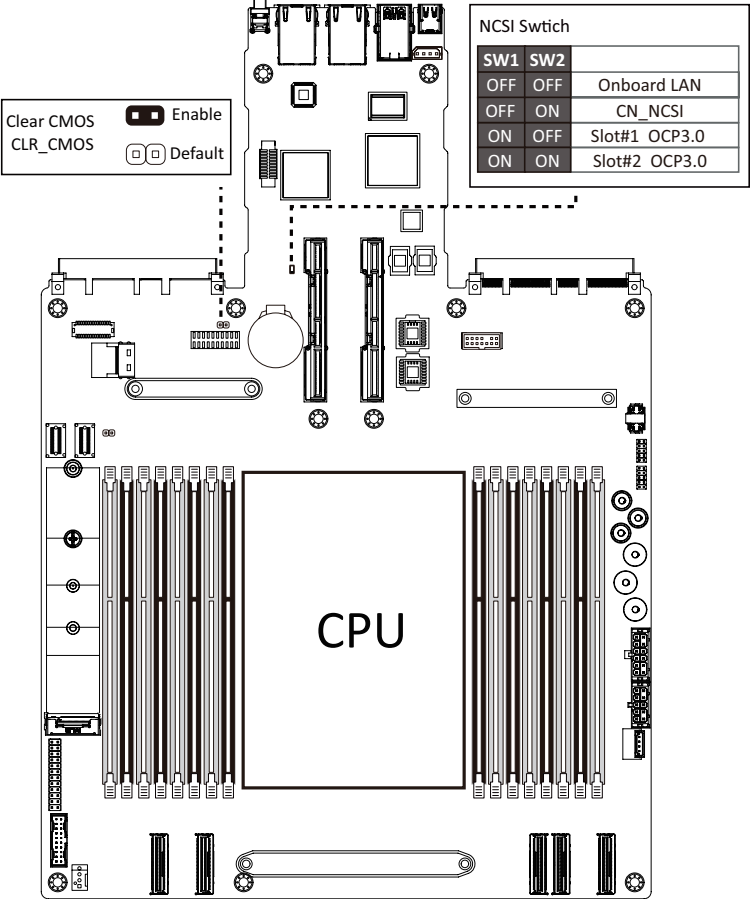 NCSI Swtich
SW1 SW2
OFF OFF Onboard LAN
OFF ON CN_NCSI
ON OFF Slot#1 OCP3.0
ON ON Slot#2 OCP3.0
Clear CMOS
CLR_CMOS
Enable
Default
CPU